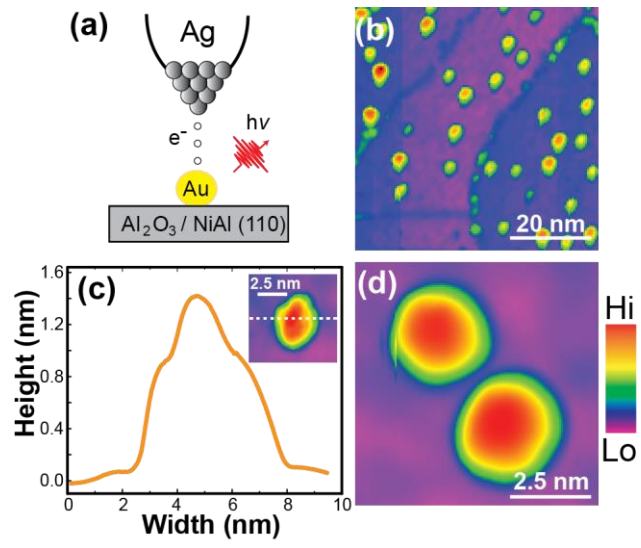 (a)
Ag
e-
hν
Au
Al2O3 / NiAl (110)
(b)
20 nm
(c)
2.5 nm
Height (nm)
1.6
1.2
0.8
0.4
0.0
0 2 4 6 8 10
Width (nm)
(d)
2.5 nm
Hi
Lo